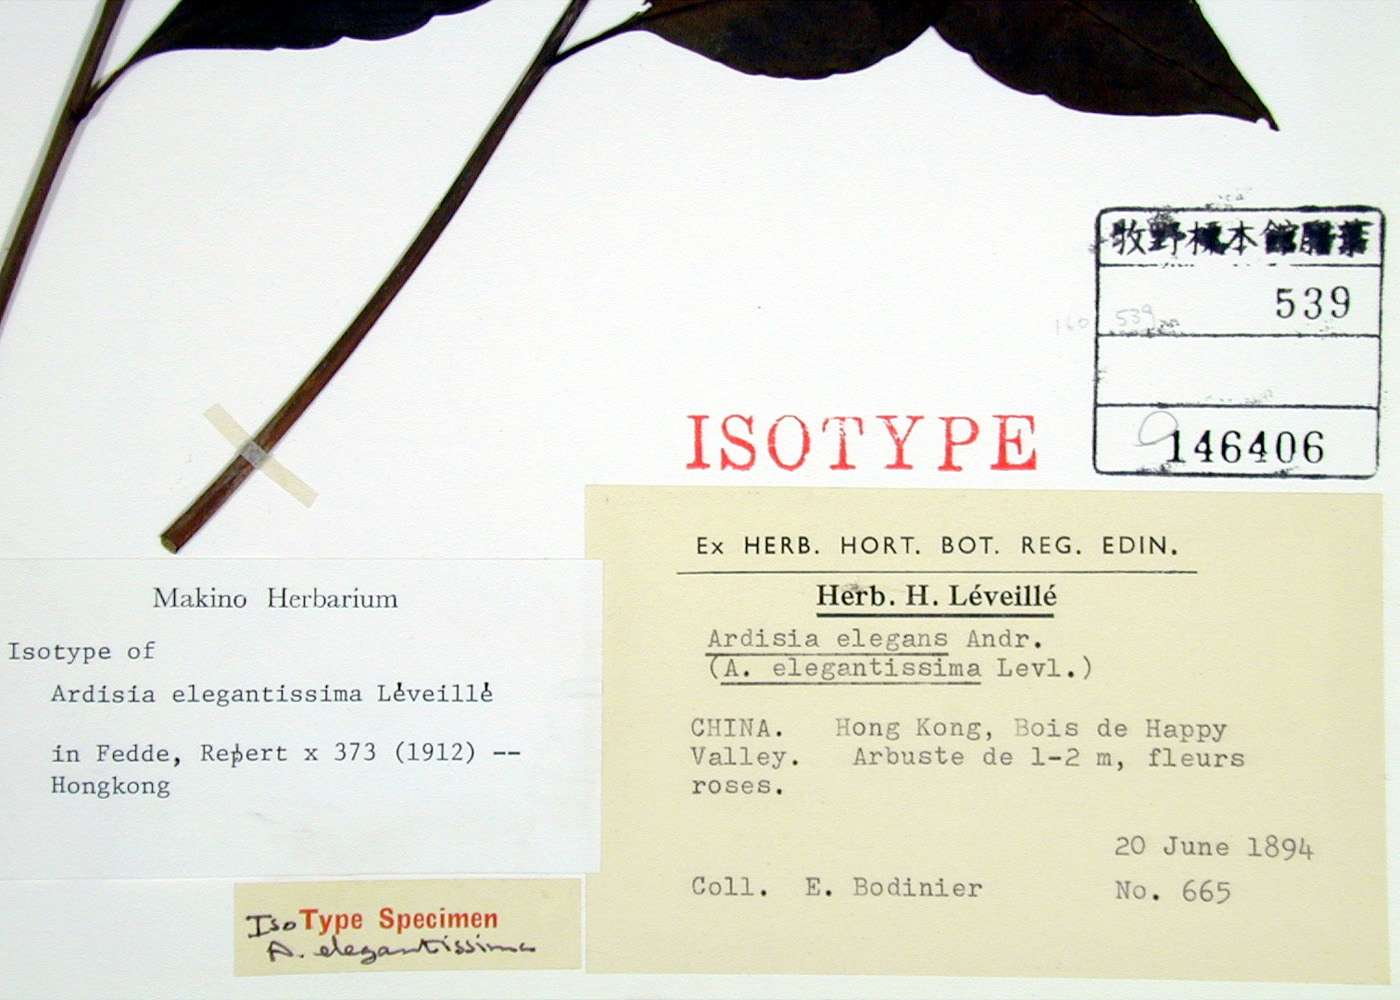 牧野標本館腊葉
539
160 539
146406
ISOTYPE
Ex HERB. HORT. BOT. REG. EDIN.
Herb. H. Léveillé
Ardisia elegans Andr.
(A. elegantissima Levl.)
CHINA. Hong Kong, Bois de Happy
Valley. Arbuste de 1-2 m, fleurs
roses.
20 June 1894
Coll. E. Bodinier No. 665
Makino Herbarium
Isotype of
Ardisia elegantissima Léveillé
in Fedde, Repert x 373 (1912) --
Hongkong
IsoType Specimen
A. elegantissima